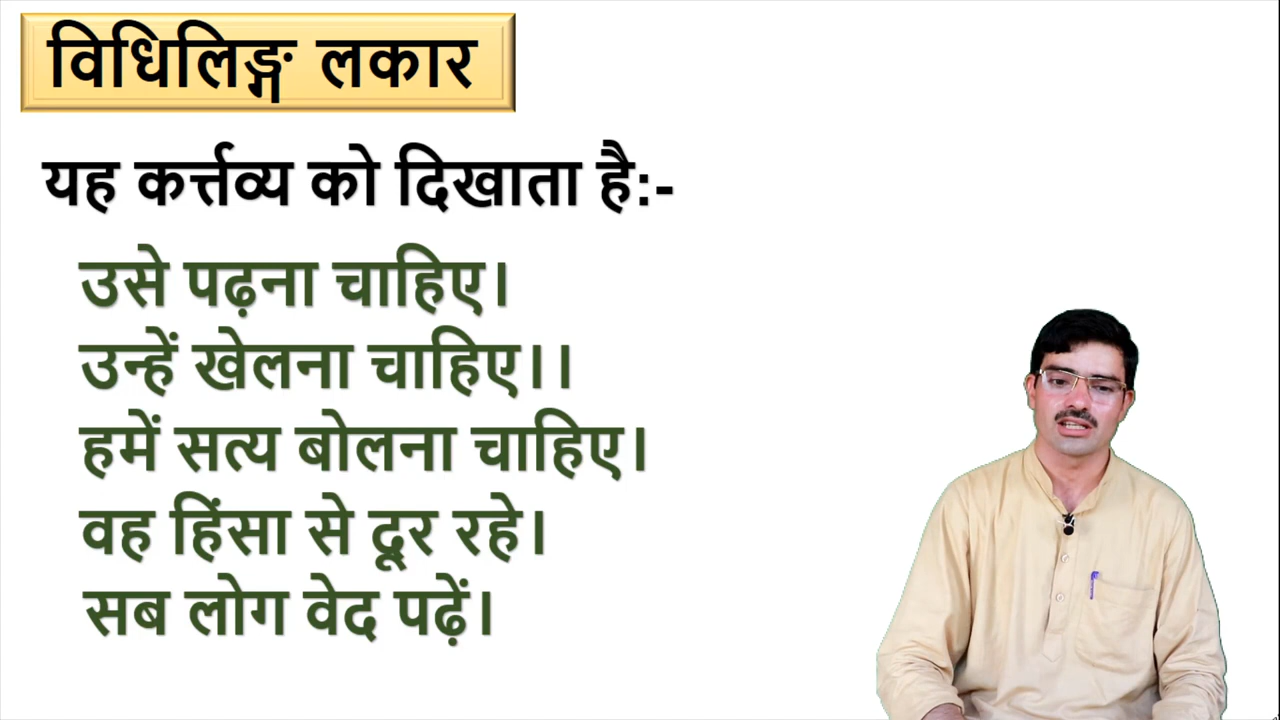 विधिलिङ्ग लकार
यह कर्त्तव्य को दिखाता है:-
उसे पढ़ना चाहिए।
उन्हें खेलना चाहिए।।
हमें सत्य बोलना चाहिए।
वह हिंसा से दूर रहे।
सब लोग वेद पढ़ें।